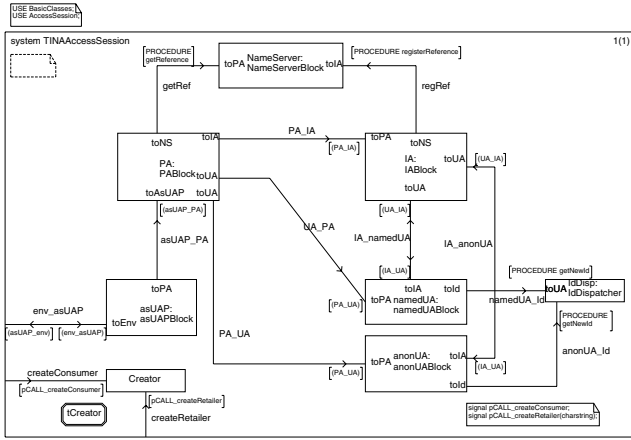 USE BasicClasses;
USE AccessSession;
system TINAAccessSession
1(1)
[PROCEDURE
getReference]
toPA
NameServer:
NameServerBlock
toIA
[PROCEDURE registerReference]
getRef
regRef
toNS
toIA
PA:
PABlock
toUA
toAsUAP
toUA
PA_IA
[(PA_IA)]
toPA
toNS
IA:
IABlock
toUA
toUA
[(UA_IA)]
[(asUAP_PA)]
[(UA_IA)]
asUAP_PA
UA_PA
IA_namedUA
IA_anonUA
[(IA_UA)]
[PROCEDURE getNewId]
toPA
asUAP:
asUAPBlock
toEnv
env_asUAP
[(asUAP_env)]
[(env_asUAP)]
toIA
toId
toPA
namedUA:
namedUABlock
[(PA_UA)]
namedUA_Id
toUA
IdDisp:
IdDispatcher
[PROCEDURE
getNewId]
PA_UA
[(PA_UA)]
toPA
anonUA:
anonUABlock
toIA
toId
[(IA_UA)]
anonUA_Id
createConsumer
[pCALL_createConsumer]
Creator
[pCALL_createRetailer]
createRetailer
tCreator
signal pCALL_createConsumer;
signal pCALL_createRetailer(charstring);